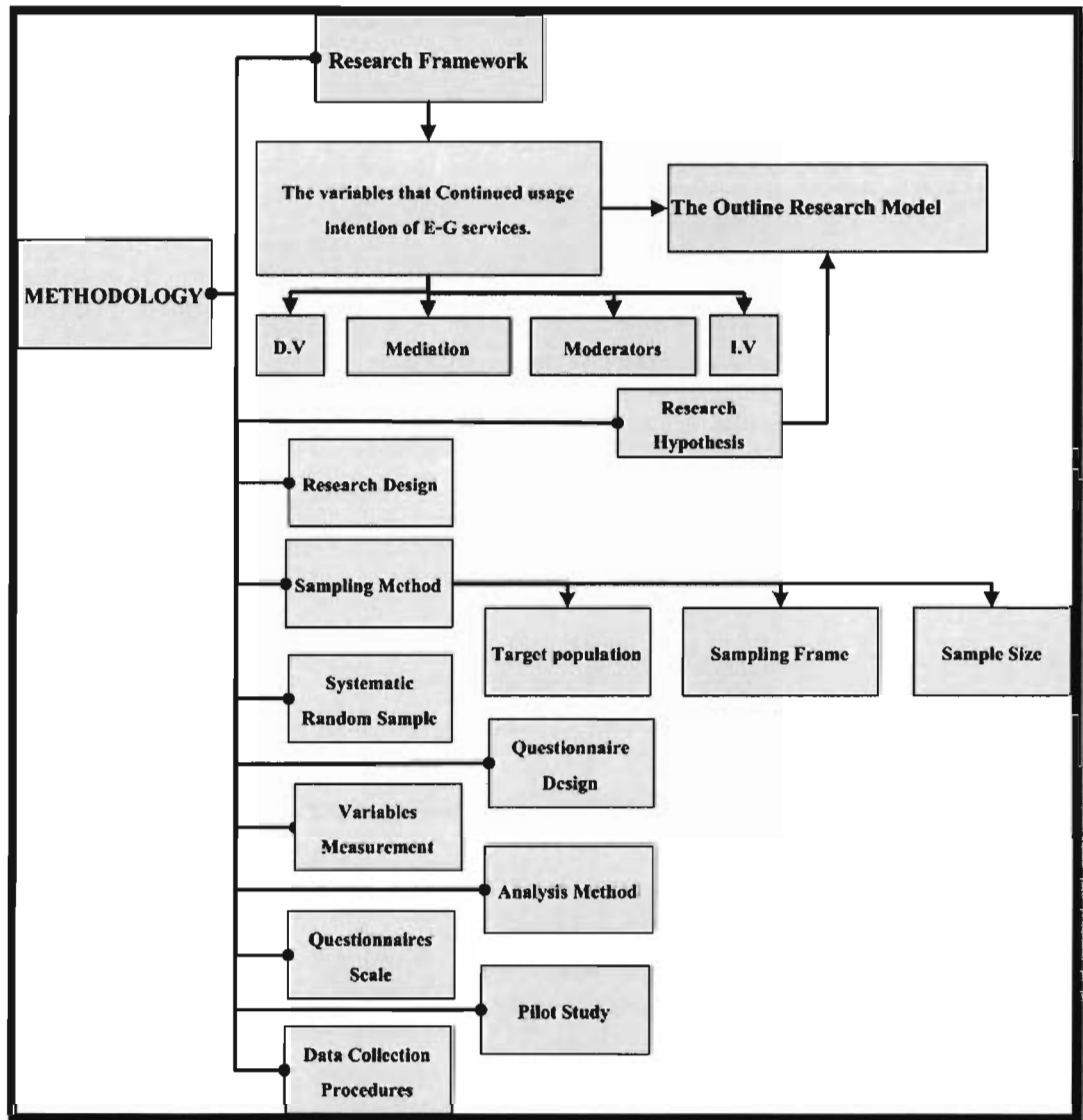 Research Framework
The variables that Continued usage
intention of E-G services.
The Outline Research Model
METHODOLOGY
D.V
Mediation
Moderators
I.V
Research
Hypothesis
Research Design
Sampling Method
Target population
Sampling Frame
Sample Size
Systematic
Random Sample
Questionnaire
Design
Variables
Measurement
Analysis Method
Questionnaires
Scale
Pilot Study
Data Collection
Procedures